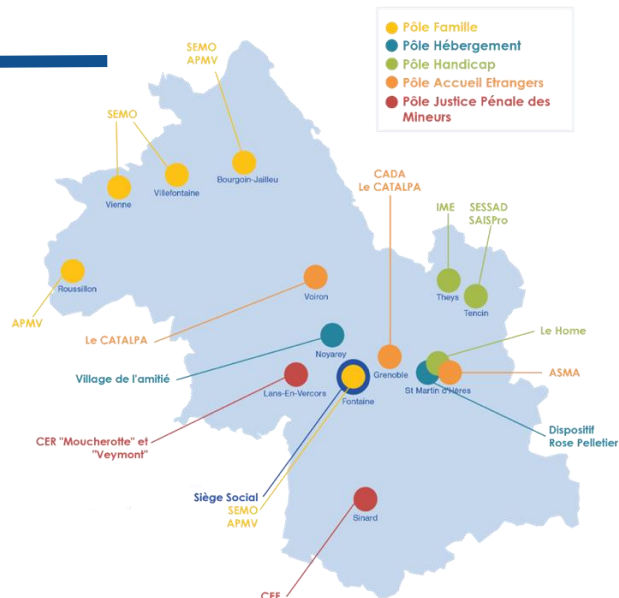 Pôle Famille
Pôle Hébergement
Pôle Handicap
Pôle Accueil Etrangers
Pôle Justice Pénale des
Mineurs
SEMO
APMV
SEMO
Bourgoin-Jailleu
Villefontaine
Vienne
CADA
Le CATALPA
IME
SESSAD
SAISPro
Roussillon
APMV
Voiron
Theys
Tencin
Le CATALPA
Le Home
Noyarey
Village de l'amitié
Grenoble
ASMA
Lans-En-Vercors
Fontaine
St Martin d'Hères
CER "Moucherotte" et
"Veymont"
Dispositif
Rose Pelletier
Siège Social
SEMO
APMV
Sinard